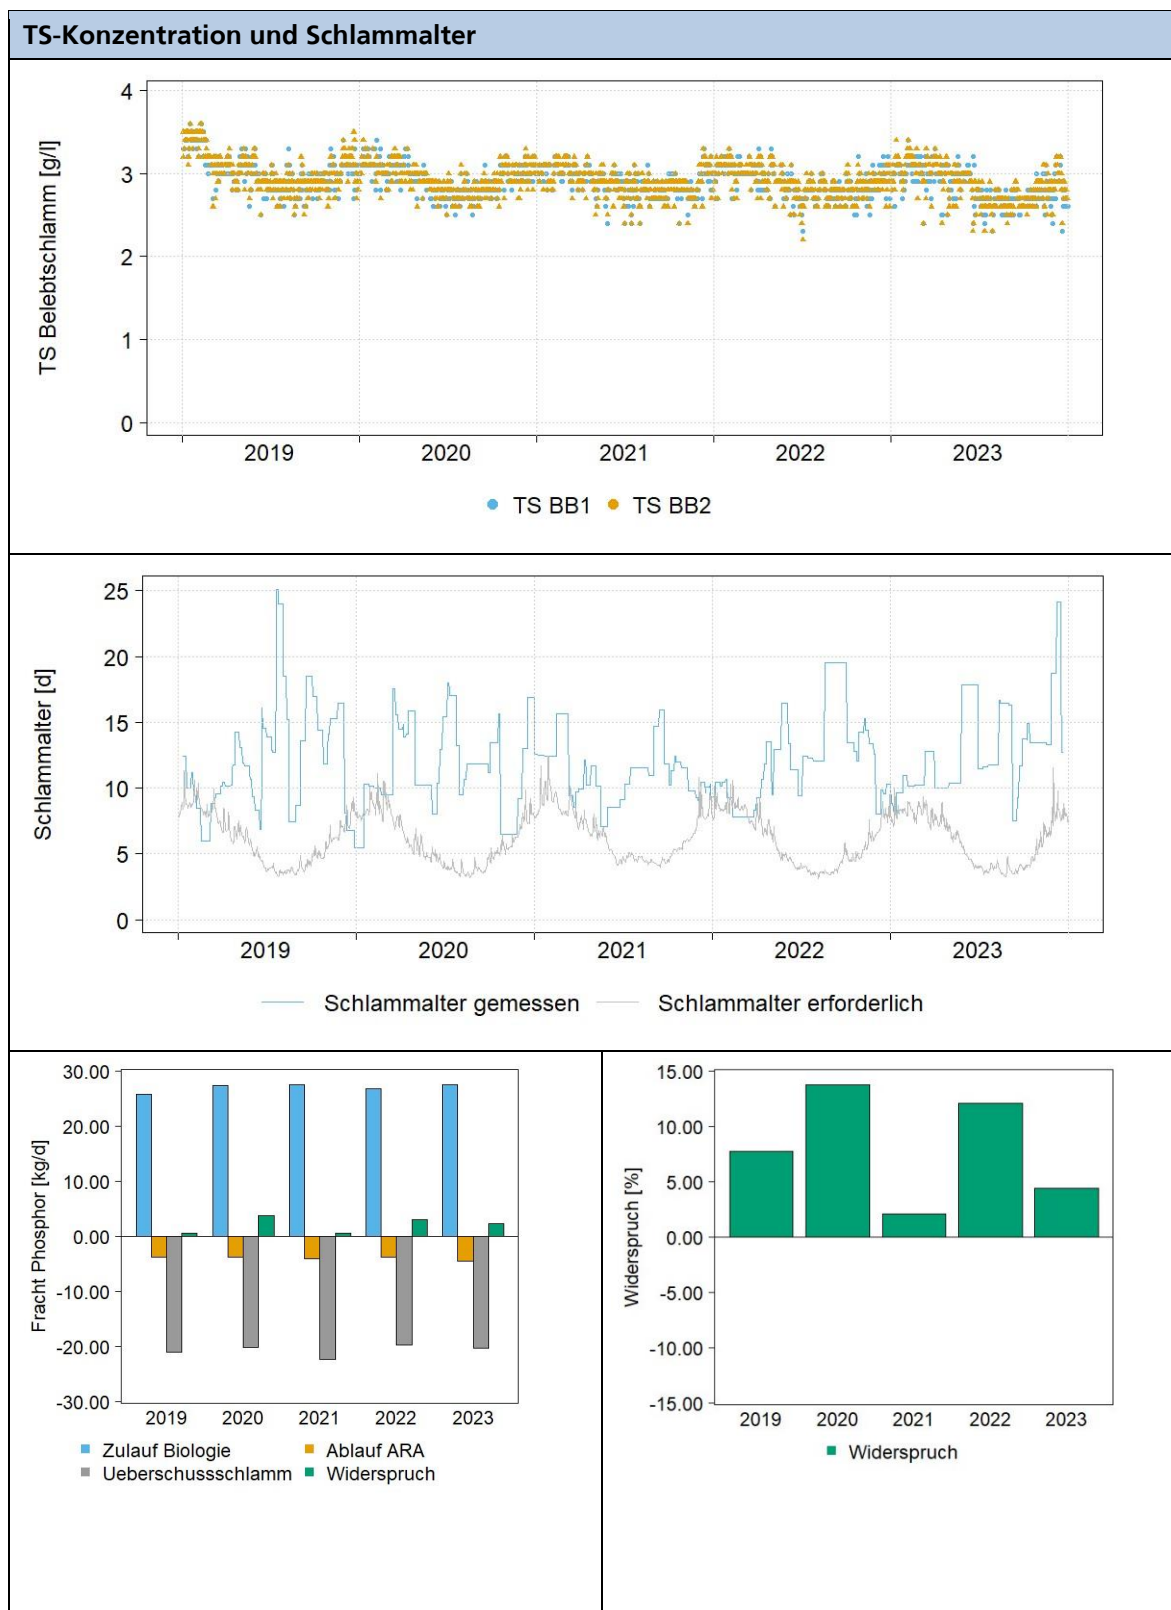 TS-Konzentration und Schlammalter
TS Belebtschlamm [g/l]
4
3
2
1
0
2019 2020 2021 2022 2023
TS BB1 TS BB2
Schlammalter [d]
25
20
15
10
5
0
2019 2020 2021 2022 2023
Schlammalter gemessen Schlammalter erforderlich
Fracht Phosphor [kg/d]
30.00
20.00
10.00
0.00
-10.00
-20.00
-30.00
2019 2020 2021 2022 2023
Zulauf Biologie Ablauf ARA
Ueberschussschlamm Widerspruch
Widerspruch [%]
15.00
10.00
5.00
0.00
-5.00
-10.00
-15.00
2019 2020 2021 2022 2023
Widerspruch